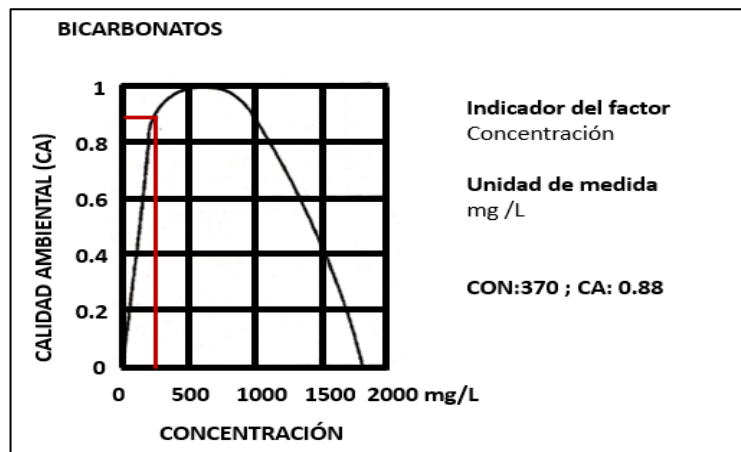 BICARBONATOS
CALIDAD AMBIENTAL (CA)
1
0.8
0.6
0.4
0.2
0
0 500 1000 1500 2000 mg/L
CONCENTRACIÓN
Indicador del factor
Concentración
Unidad de medida
mg /L
CON:370 ; CA: 0.88